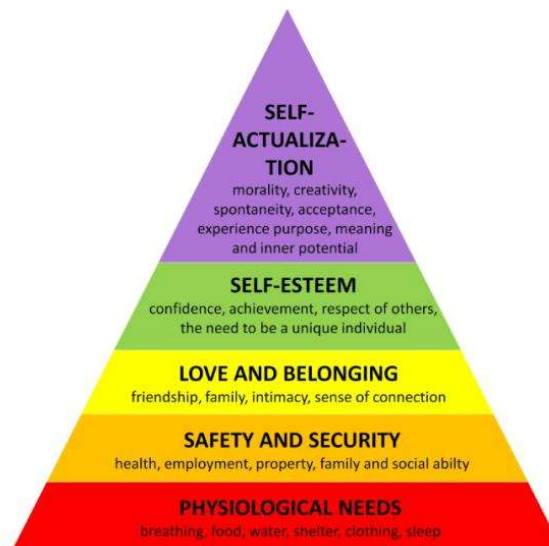 SELF-
ACTUALIZA-
TION
morality, creativity,
spontaneity, acceptance,
experience purpose, meaning
and inner potential
SELF-ESTEEM
confidence, achievement, respect of others,
the need to be a unique individual
LOVE AND BELONGING
friendship, family, intimacy, sense of connection
SAFETY AND SECURITY
health, employment, property, family and social abilty
PHYSIOLOGICAL NEEDS
breathing, food, water, shelter, clothing, sleep